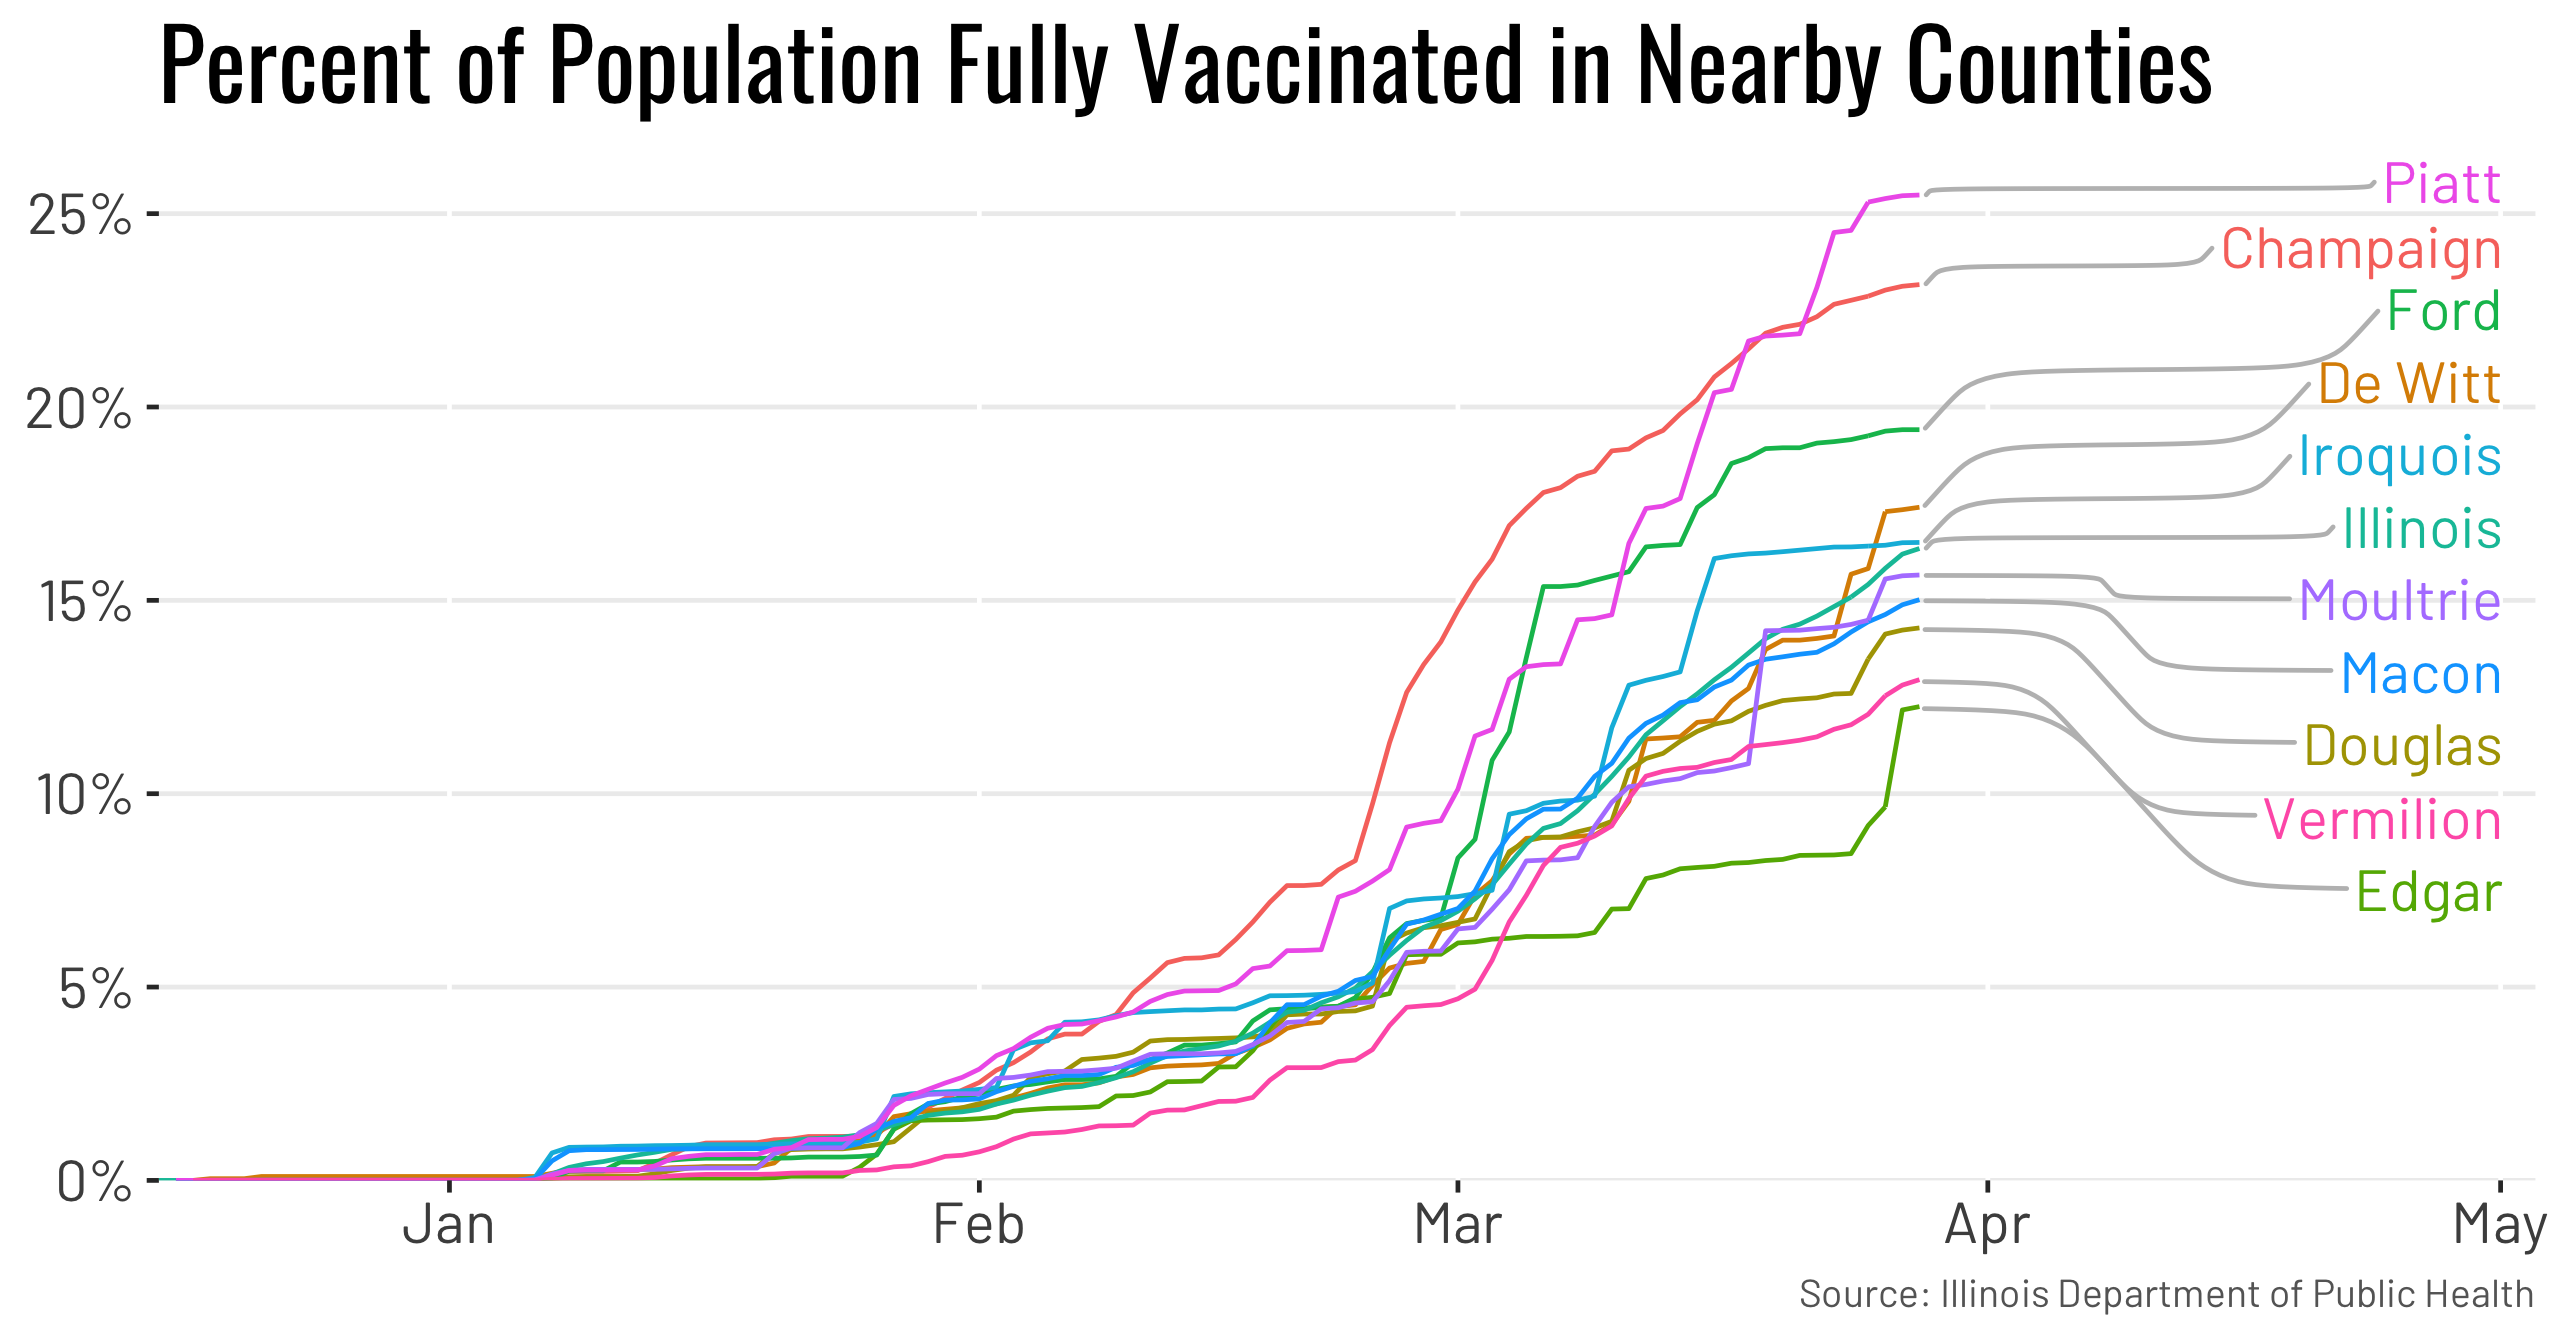 Percent of Population Fully Vaccinated in Nearby Counties
25%
20%
15%
10%
5%
0%
Piatt
Champaign
Ford
De Witt
Iroquois
Illinois
Moultrie
Macon
Douglas
Vermilion
Edgar
Jan Feb Mar Apr May
Source: Illinois Department of Public Health